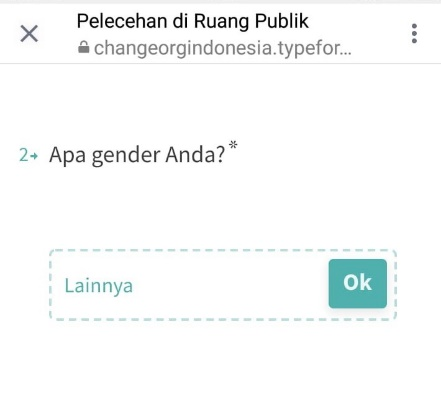 Pelecehan di Ruang Publik
changeorgindonesia.typefor...
2→ Apa gender Anda?*
Lainnya
Ok